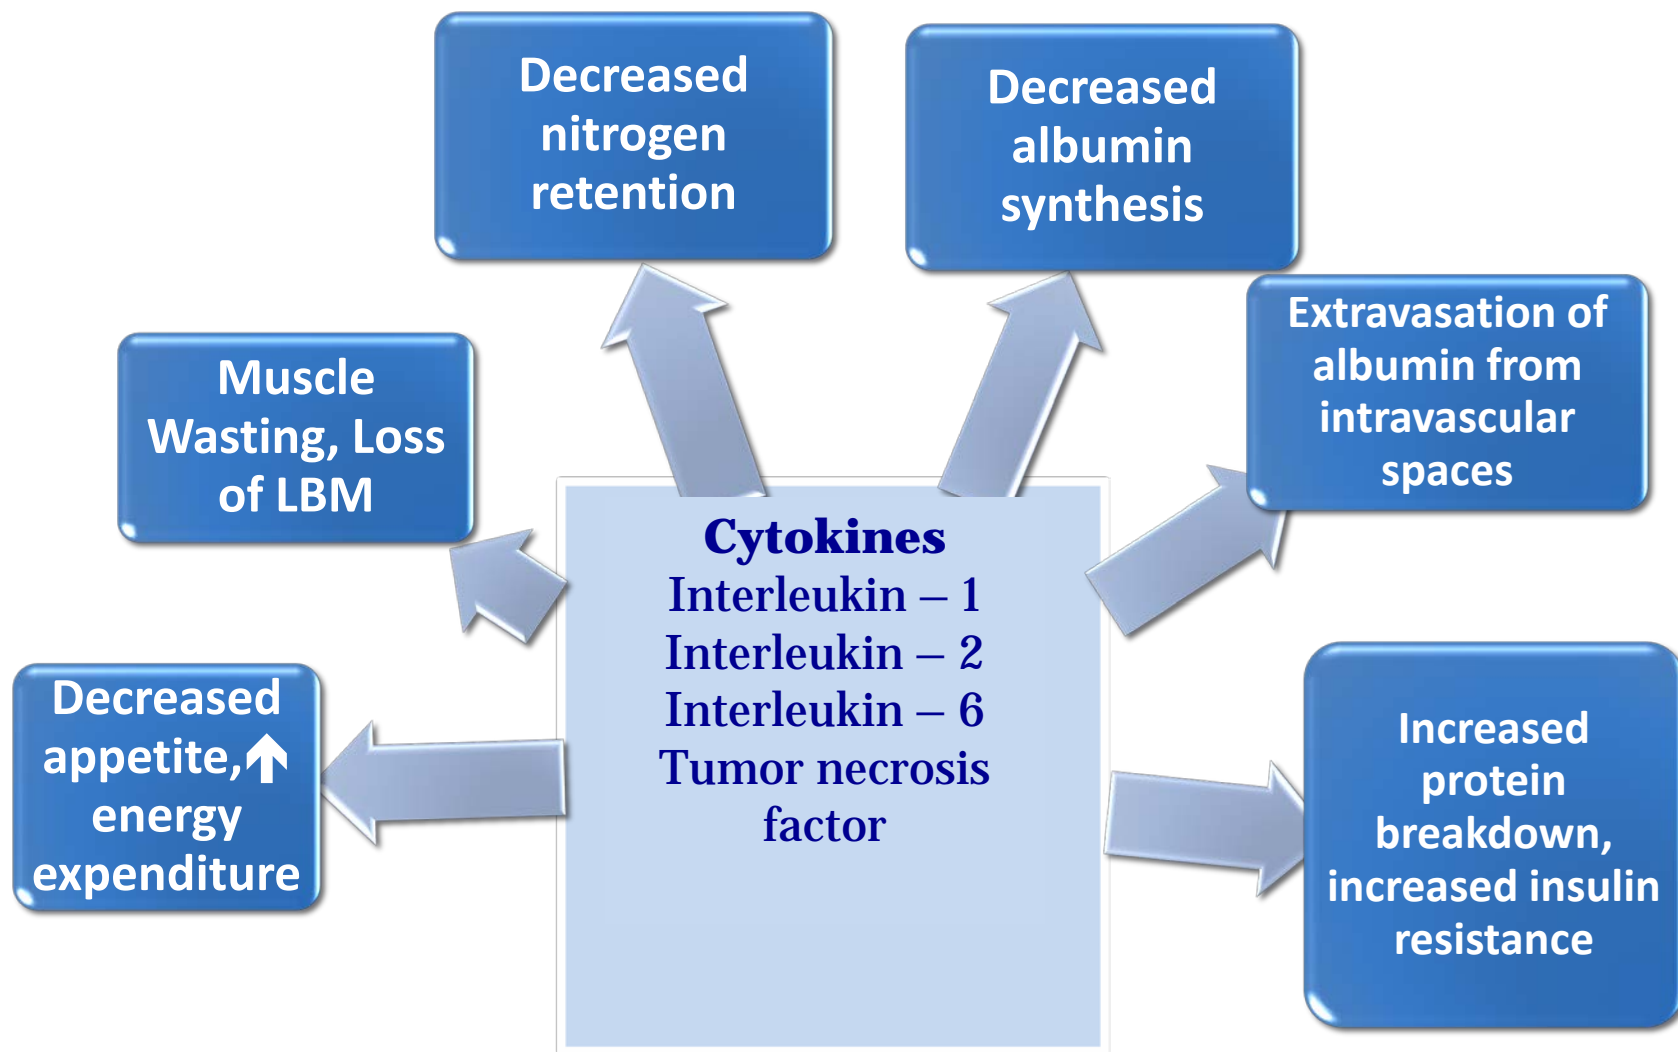 Decreased
nitrogen
retention
Decreased
albumin
synthesis
Extravasation of
albumin from
intravascular
spaces
Muscle
Wasting, Loss
of LBM
Cytokines
Interleukin – 1
Interleukin – 2
Interleukin – 6
Tumor necrosis
factor
Decreased
appetite,↑
energy
expenditure
Increased
protein
breakdown,
increased insulin
resistance